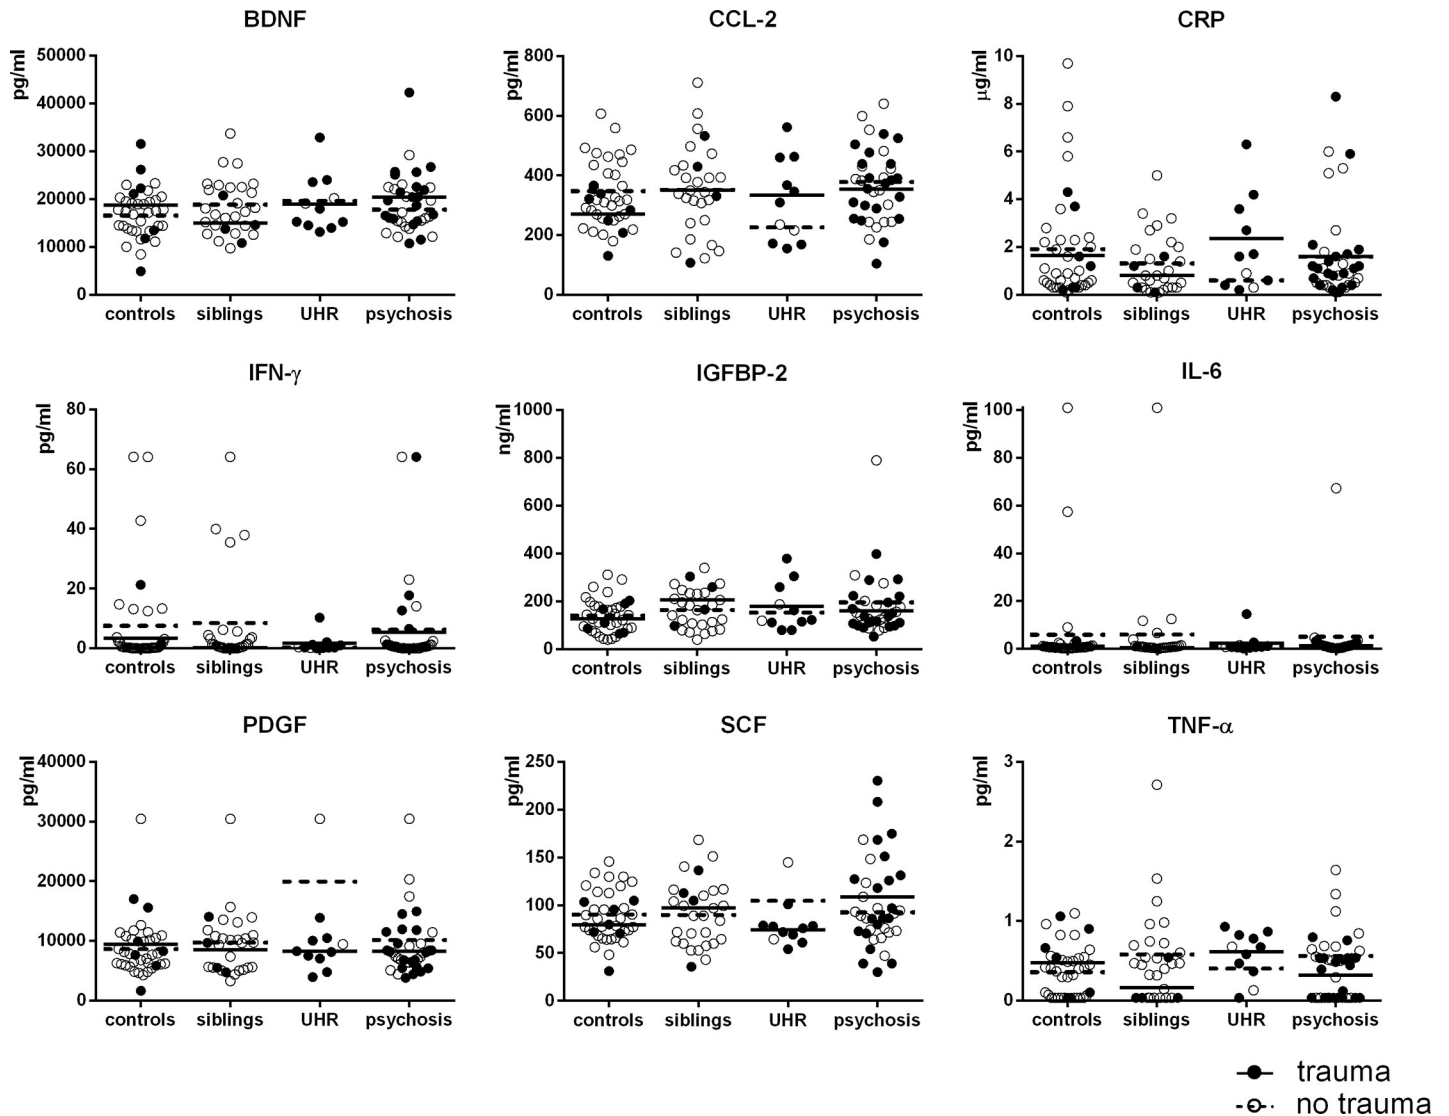 BDNF
pg/ml
50000
40000
30000
20000
10000
0
controls siblings UHR psychosis
CCL-2
pg/ml
800
600
400
200
0
controls siblings UHR psychosis
CRP
μg/ml
10
8
6
4
2
0
controls siblings UHR psychosis
IFN-γ
pg/ml
80
60
40
20
0
controls siblings UHR psychosis
IGFBP-2
ng/ml
1000
800
600
400
200
0
controls siblings UHR psychosis
IL-6
pg/ml
100
80
60
40
20
0
controls siblings UHR psychosis
PDGF
pg/ml
40000
30000
20000
10000
0
controls siblings UHR psychosis
SCF
pg/ml
250
200
150
100
50
0
controls siblings UHR psychosis
TNF-α
pg/ml
3
2
1
0
controls siblings UHR psychosis
trauma
no trauma